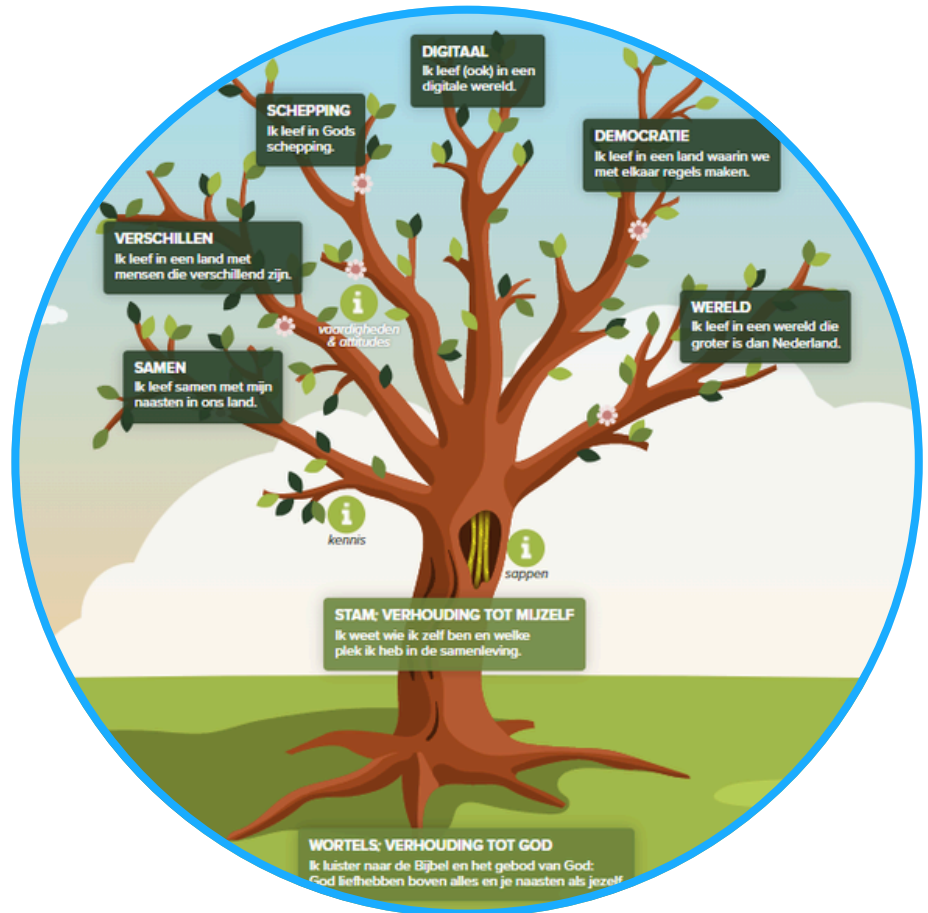 DIGITAAL
Ik leef (ook) in een
digitale wereld.
SCHEPPING
Ik leef in Gods
schepping.
DEMOCRATIE
Ik leef in een land waarin we
met elkaar regels maken.
VERSCHILLEN
Ik leef in een land met
mensen die verschillend zijn.
vaardigheden
& attitudes
WERELD
Ik leef in een wereld die
groter is dan Nederland.
SAMEN
Ik leef samen met mijn
naasten in ons land.
kennis
sappen
STAM; VERHOUDING TOT MIJZELF
Ik weet wie ik zelf ben en welke
plek ik heb in de samenleving.
WORTELS; VERHOUDING TOT GOD
Ik luister naar de Bijbel en het gebod van God:
God liefhebben boven alles en je naasten als jezelf